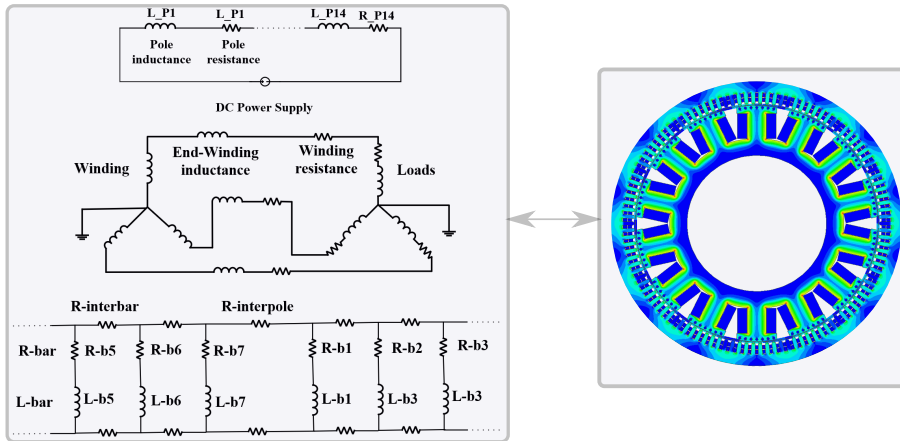 L_P1 L_P1 L_P14 R_P14
Pole inductance
Pole resistance
DC Power Supply
Winding
End-Winding inductance
Winding resistance
Loads
R-interbar R-interpole
R-bar R-b5 R-b6 R-b7 R-b1 R-b2 R-b3
L-bar L-b5 L-b6 L-b7 L-b1 L-b3 L-b3